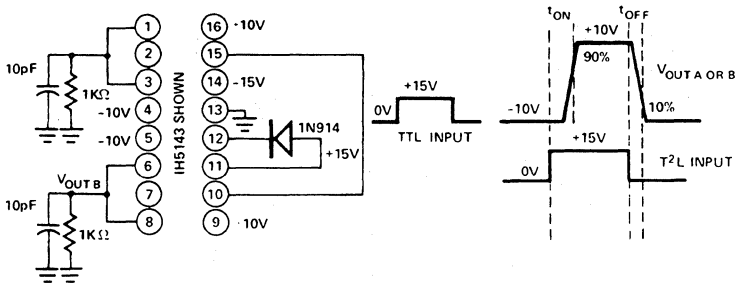 1
2
3
4
5
6
7
8
16
15
14
13
12
11
10
9
10pF
1KΩ
-10V
-10V
V OUT B
10pF
1KΩ
IH5143 SHOWN
+10V
-15V
1N914
+15V
·10V
0V
+15V
TTL INPUT
tON
tOFF
+10V
90%
-10V
10%
VOUT A OR B
+15V
0V
T²L INPUT